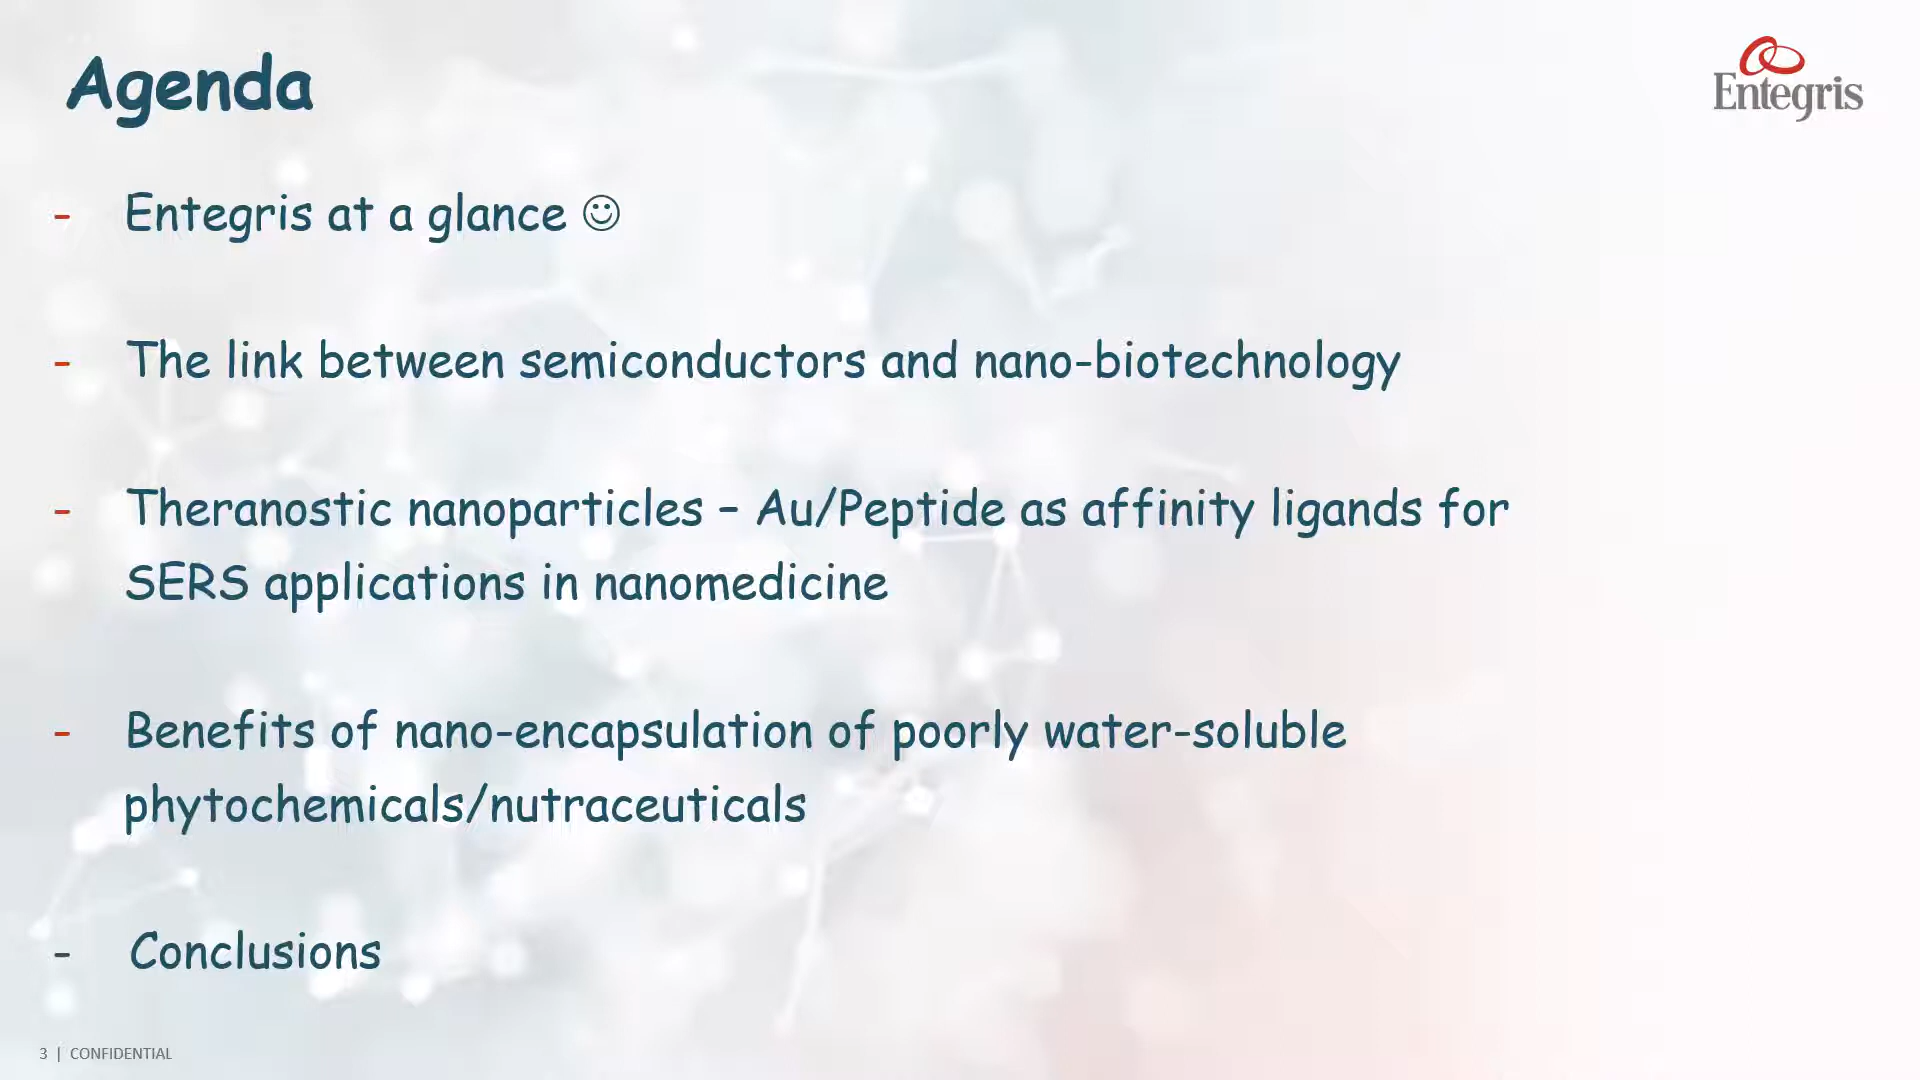 Agenda
Entegris
- Entegris at a glance ☺
- The link between semiconductors and nano-biotechnology
- Theranostic nanoparticles – Au/Peptide as affinity ligands for
SERS applications in nanomedicine
- Benefits of nano-encapsulation of poorly water-soluble
phytochemicals/nutraceuticals
- Conclusions
3 | CONFIDENTIAL